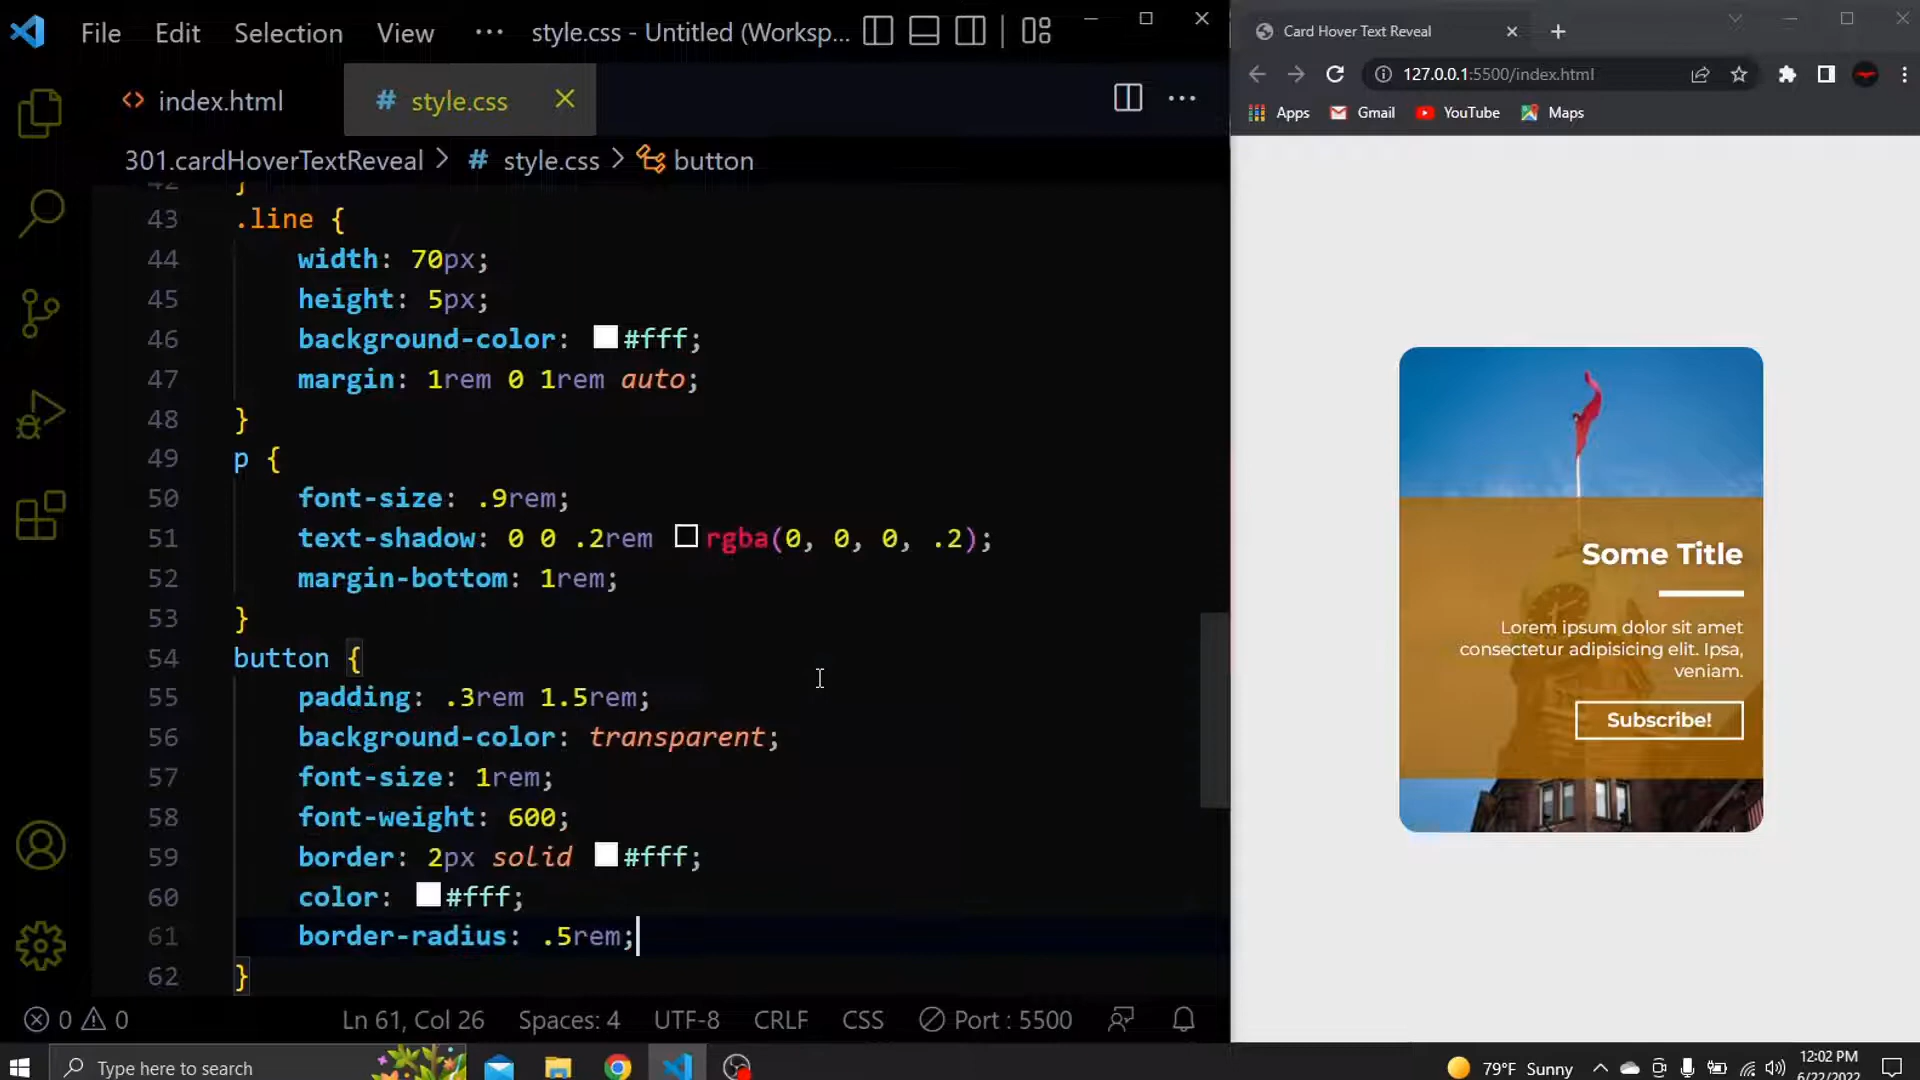 File Edit Selection View ··· style.css - Untitled (Worksp...
index.html # style.css
301.cardHoverTextReveal > # style.css > button
42 }
43 .line {
44 width: 70px;
45 height: 5px;
46 background-color: #fff;
47 margin: 1rem 0 1rem auto;
48 }
49 p {
50 font-size: .9rem;
51 text-shadow: 0 0 .2rem rgba(0, 0, 0, .2);
52 margin-bottom: 1rem;
53 }
54 button {
55 padding: .3rem 1.5rem;
56 background-color: transparent;
57 font-size: 1rem;
58 font-weight: 600;
59 border: 2px solid #fff;
60 color: #fff;
61 border-radius: .5rem;
62 }
0 0 Ln 61, Col 26 Spaces: 4 UTF-8 CRLF CSS Port : 5500
Card Hover Text Reveal
127.0.0.1:5500/index.html
Apps Gmail YouTube Maps
Some Title
Lorem ipsum dolor sit amet
consectetur adipisicing elit. Ipsa,
veniam.
Subscribe!
Type here to search
79°F Sunny
12:02 PM
6/22/2022